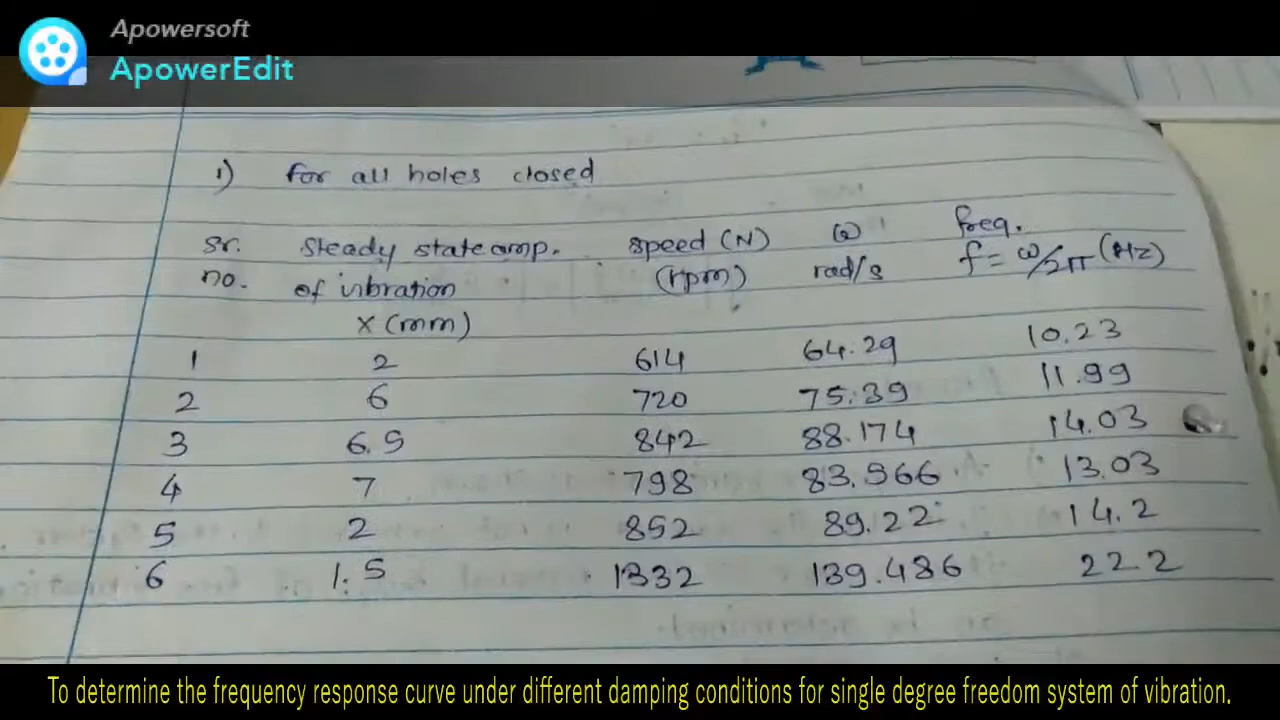 Apowersoft
ApowerEdit
1) for all holes closed
Sr. no. Steady state amp. of vibration X (mm) speed (N) (rpm) ω rad/s freq. f = ω/2π (Hz)
1 2 614 64.29 10.23
2 6 720 75.39 11.99
3 6.5 842 88.174 14.03
4 7 798 83.566 13.03
5 2 852 89.22 14.2
6 1.5 1332 139.486 22.2
To determine the frequency response curve under different damping conditions for single degree freedom system of vibration.